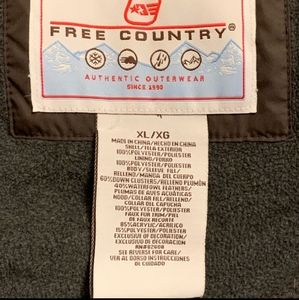 FREE COUNTRY®
AUTHENTIC OUTERWEAR
SINCE 1990
XL/XG
MADE IN CHINA/HECHO EN CHINA
SHELL/TELA EXTERIOR
100%POLYESTER/POLIESTER
LINING/FORRO
100%POLYESTER/POLIESTER
BODY/SLEEVE FILL/
RELLENO/MANGA DEL CUERPO
60%DOWN CLUSTERS/RELLENO PLUMÓN
40%WATERFOWL FEATHERS/
PLUMAS DE AVES ACUÁTICAS
HOOD/COLLAR FILL/RELLENO
DEL COLLAR DEL CAPUCHA
100%POLYESTER/POLIESTER
FAUX FUR TRIM/PIEL
DE FAUX RECORTE
85%ACRYLIC/ACRÍLICO
15%POLYESTER/POLIESTER
EXCLUSIVE OF DECORATION/
EXCLUSIVO DE DECORACIÓN
SEE REVERSE FOR CARE/
VER AL DORSO INSTRUCCIONES
DE CUIDADO